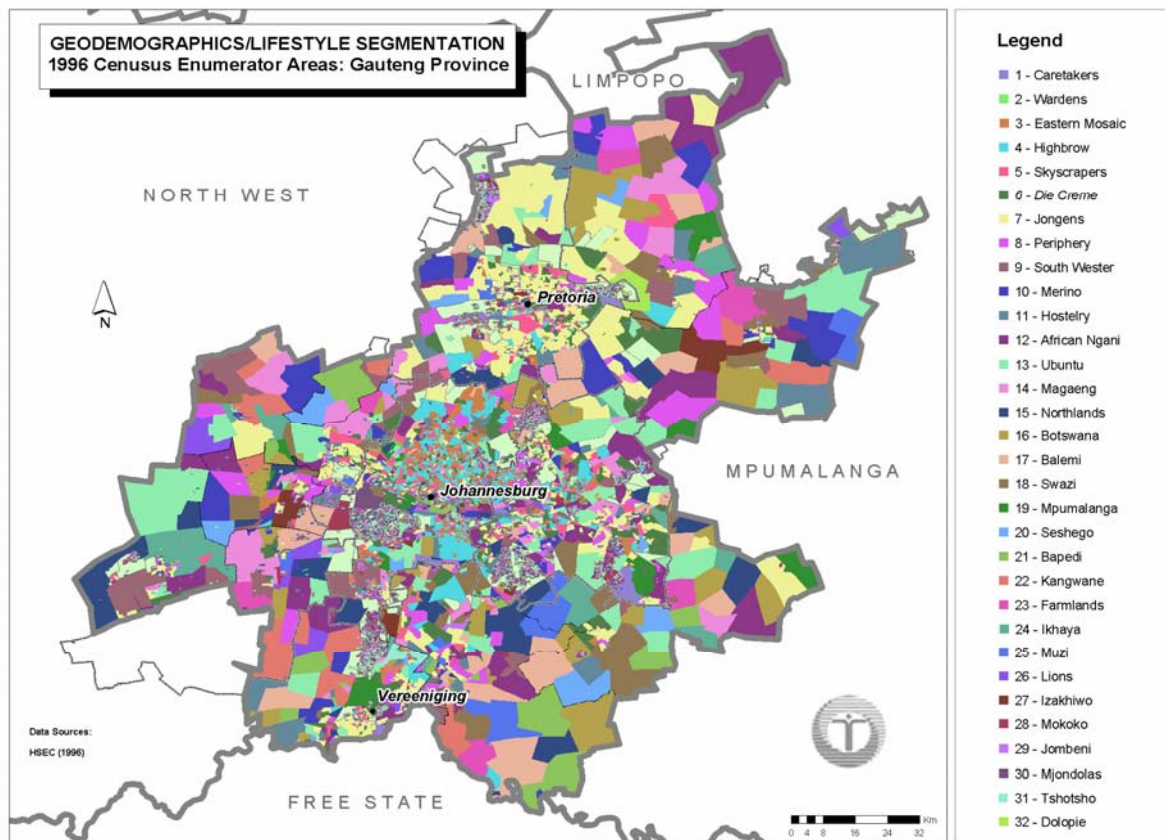 GEODEMOGRAPHICS/LIFESTYLE SEGMENTATION
1996 Cenusus Enumerator Areas: Gauteng Province
LIMPOPO
NORTH WEST
Pretoria
MPUMALANGA
Johannesburg
Vereeniging
Data Sources:
HSEC (1996)
FREE STATE
N
Km
0 4 8 16 24 32
Legend
1 - Caretakers
2 - Wardens
3 - Eastern Mosaic
4 - Highbrow
5 - Skyscrapers
6 - Die Creme
7 - Jongens
8 - Periphery
9 - South Wester
10 - Merino
11 - Hostelry
12 - African Ngani
13 - Ubuntu
14 - Magaeng
15 - Northlands
16 - Botswana
17 - Balemi
18 - Swazi
19 - Mpumalanga
20 - Seshego
21 - Bapedi
22 - Kangwane
23 - Farmlands
24 - Ikhaya
25 - Muzi
26 - Lions
27 - Izakhiwo
28 - Mokoko
29 - Jombeni
30 - Mjondolas
31 - Tshotsho
32 - Dolopie